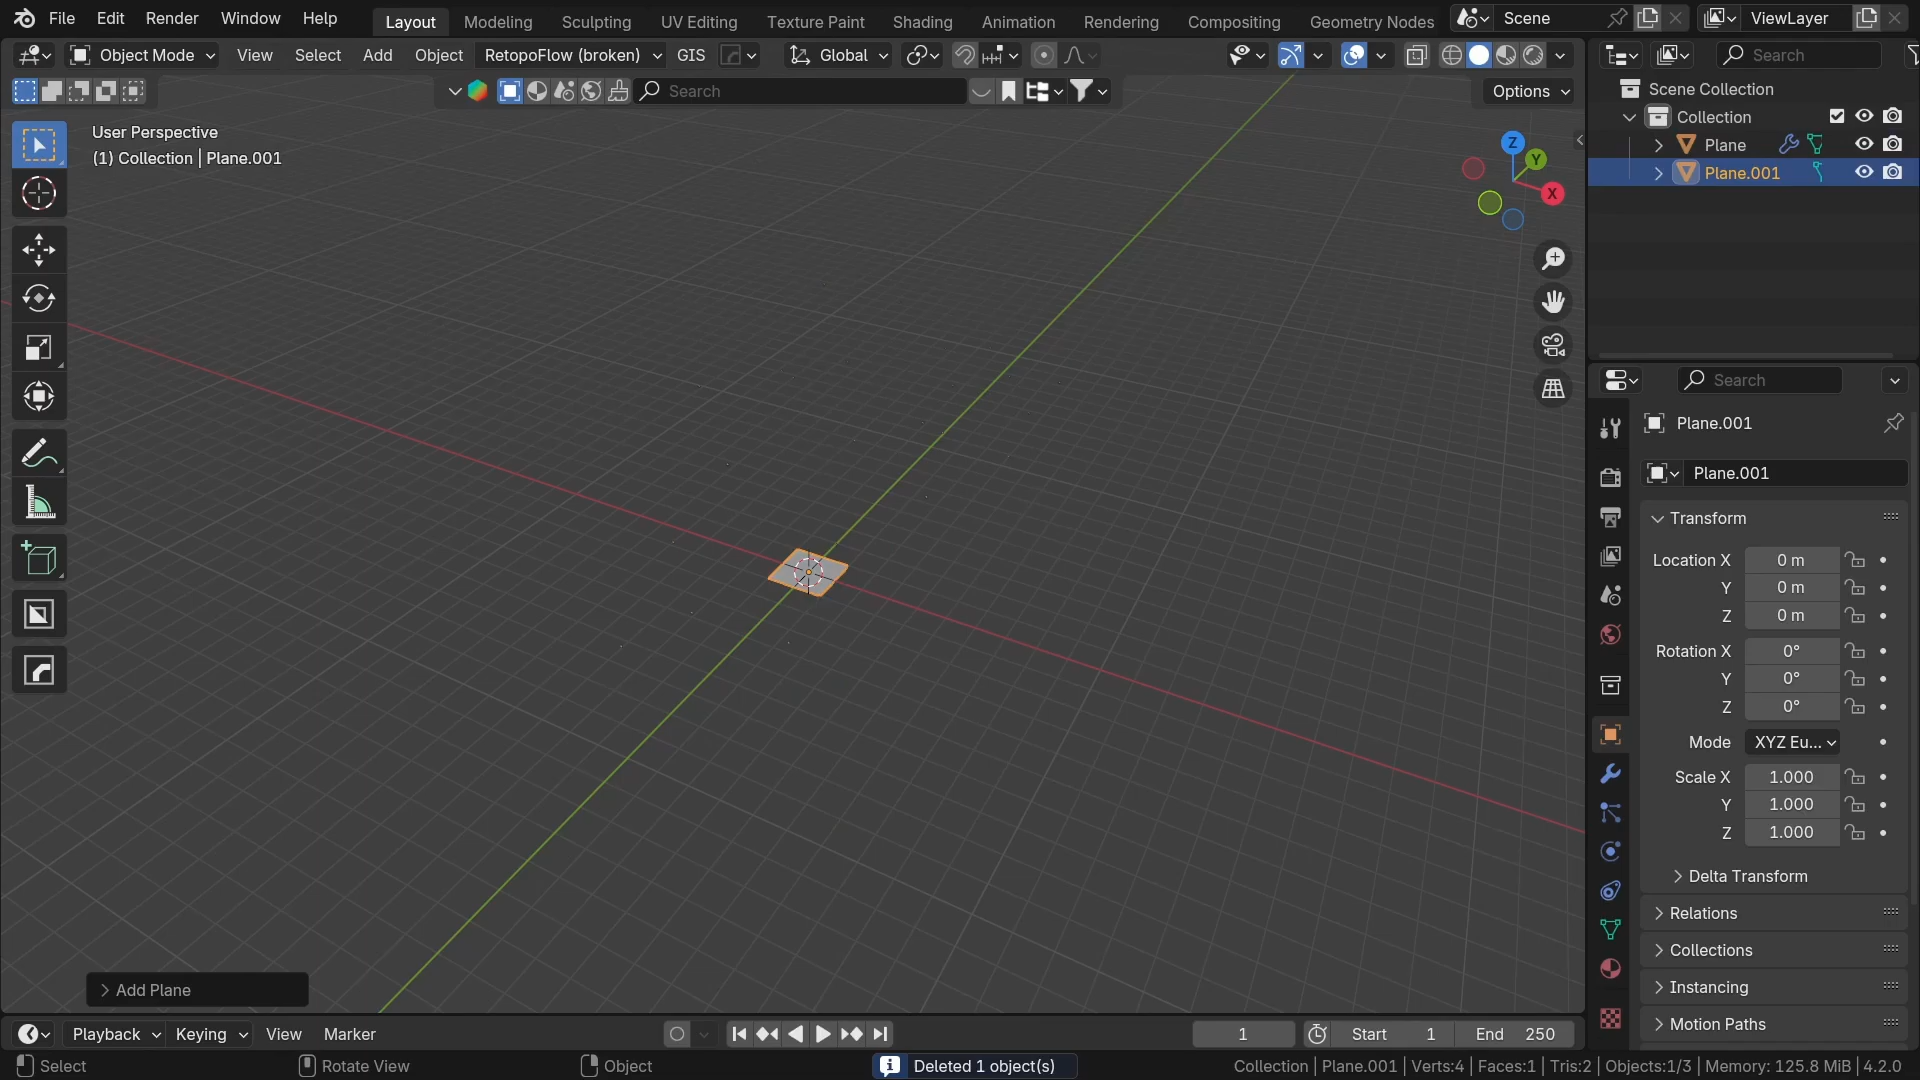 File Edit Render Window Help Layout Modeling Sculpting UV Editing Texture Paint Shading Animation Rendering Compositing Geometry Nodes Scene ViewLayer
Object Mode View Select Add Object RetopoFlow (broken) GIS Global Search
Search Options
User Perspective
(1) Collection | Plane.001
Z
Y
X
Scene Collection
Collection
Plane
Plane.001
Search
Plane.001
Plane.001
Transform
Location X 0 m
Y 0 m
Z 0 m
Rotation X 0°
Y 0°
Z 0°
Mode XYZ Eu...
Scale X 1.000
Y 1.000
Z 1.000
Delta Transform
Relations
Collections
Instancing
Motion Paths
Add Plane
Playback Keying View Marker 1 Start 1 End 250
Select Rotate View Object Deleted 1 object(s) Collection | Plane.001 | Verts:4 | Faces:1 | Tris:2 | Objects:1/3 | Memory: 125.8 MiB | 4.2.0